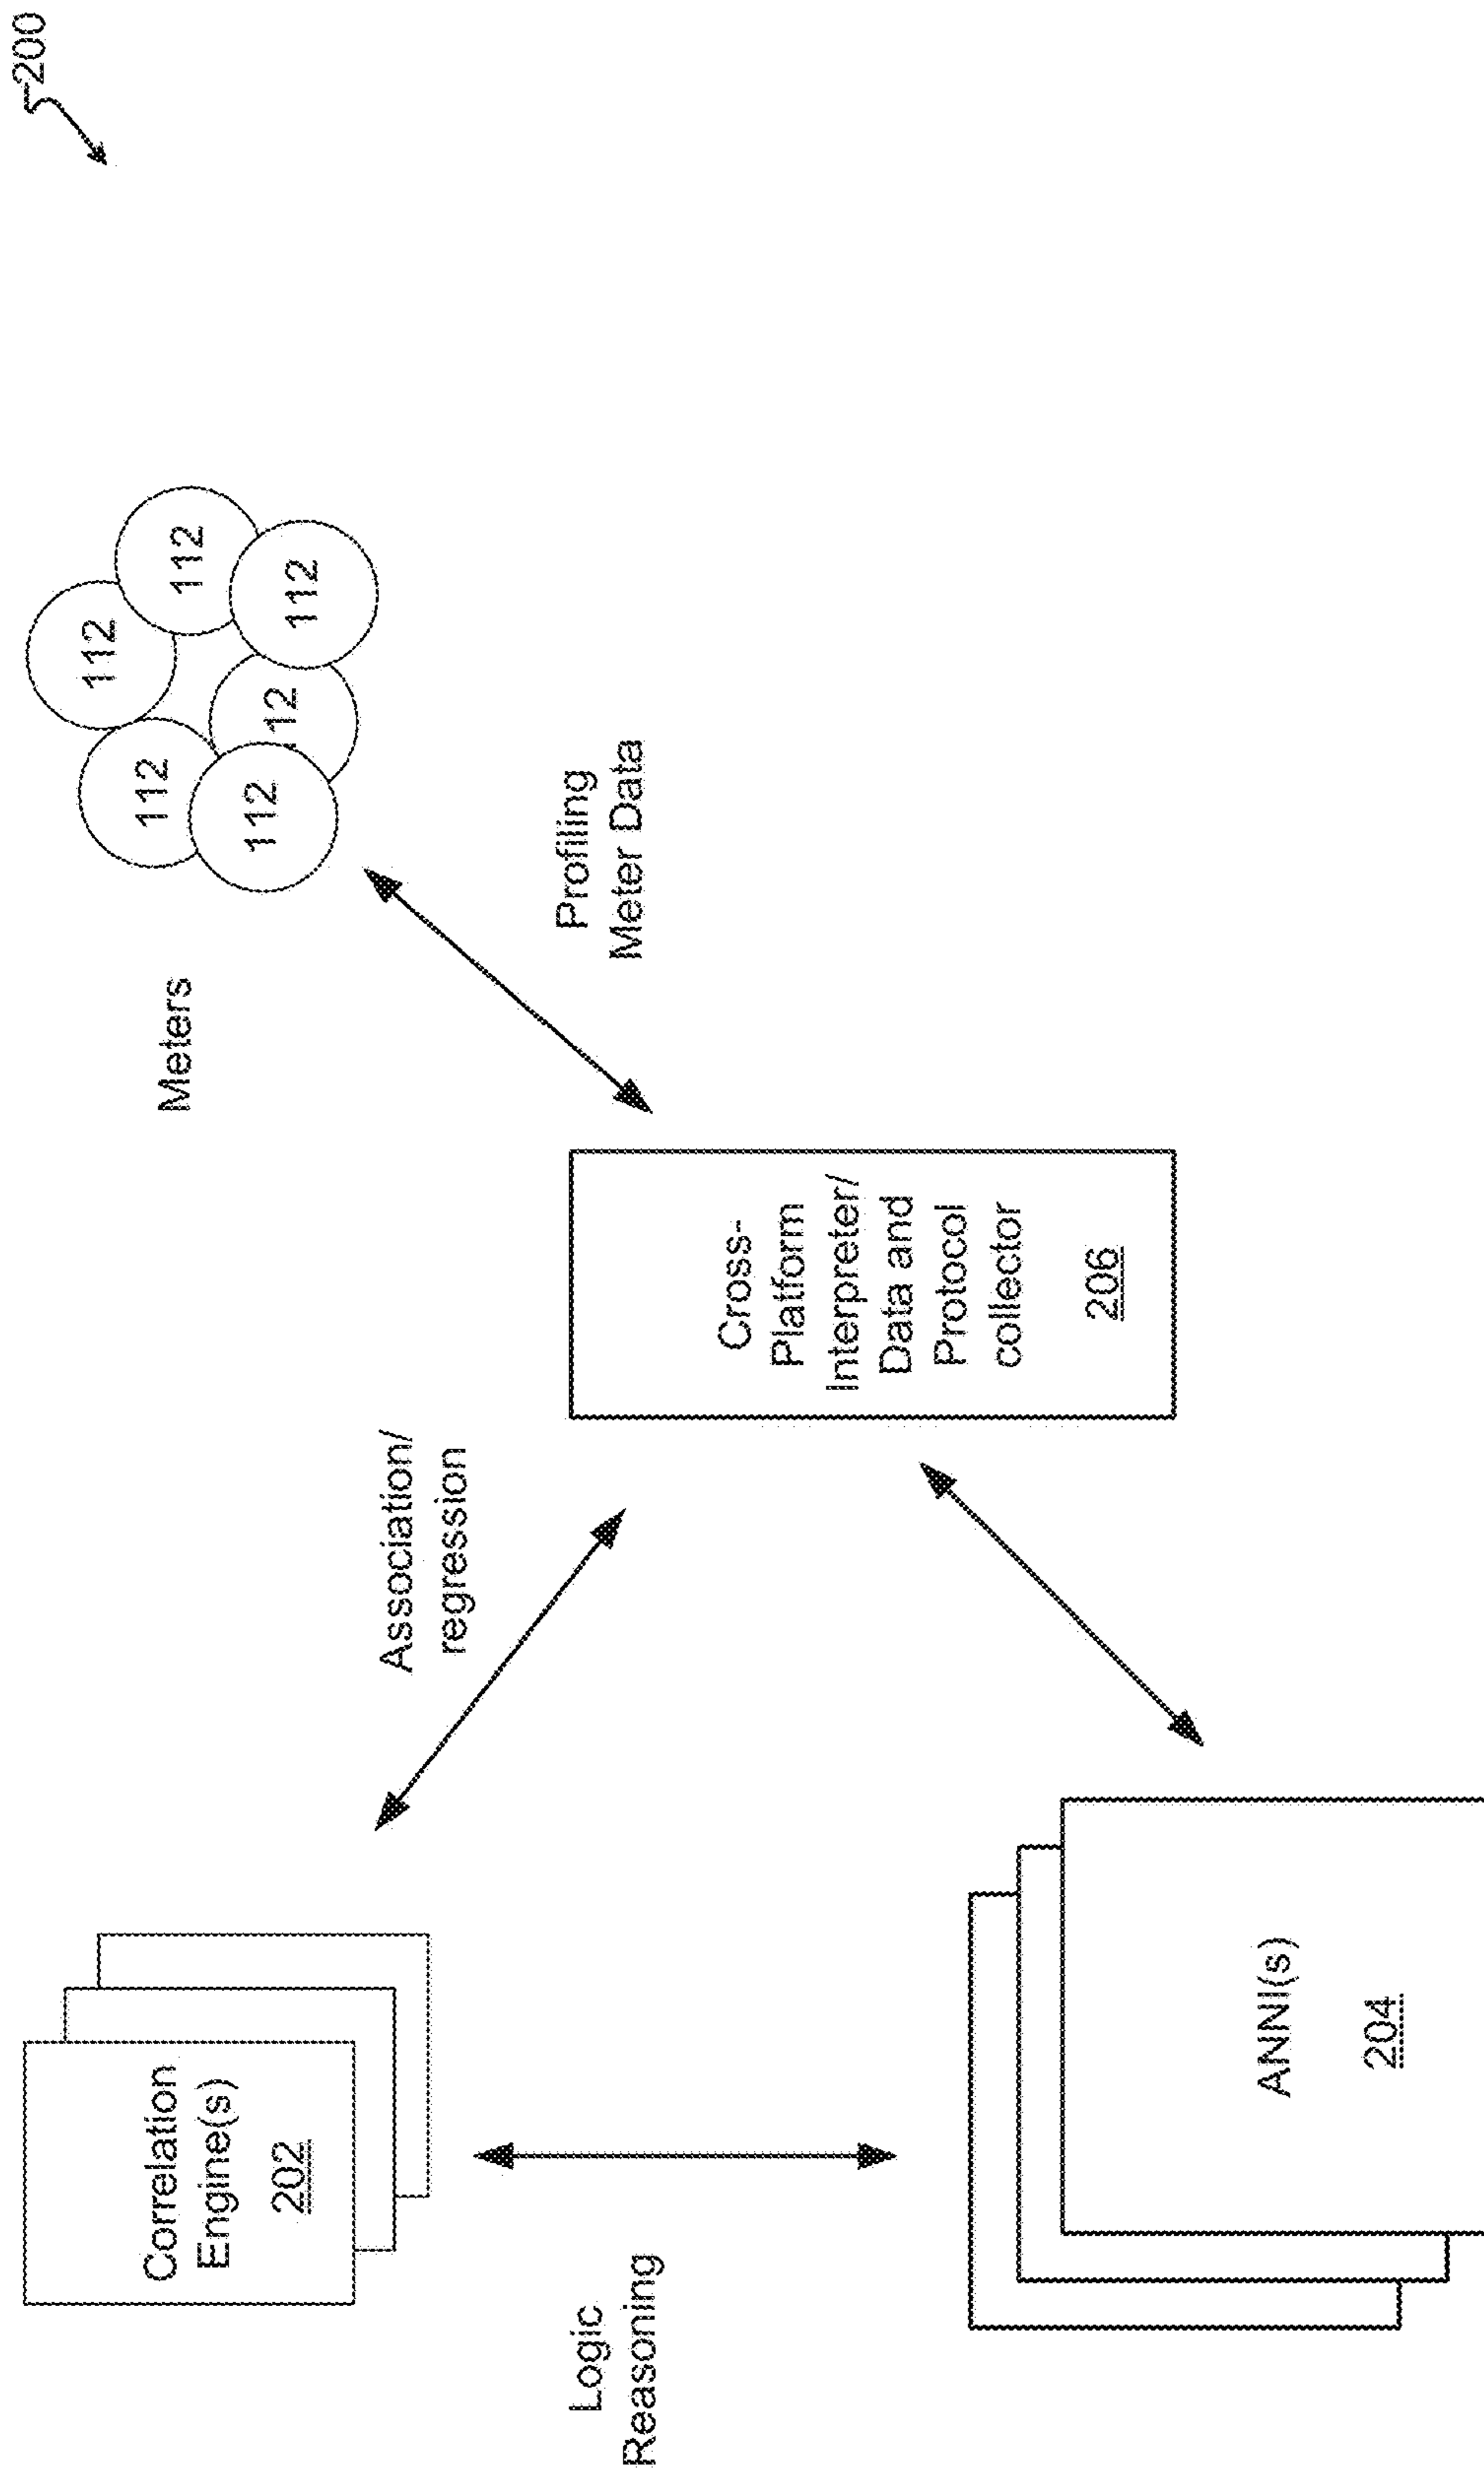 200
Correlation
Engine(s)
202
Meters
112
112
112
112
112
112
Association/
regression
Profiling
Meter Data
Logic
Reasoning
Cross-
Platform
Interpreter/
Data and
Protocol
collector
206
ANNI(s)
204